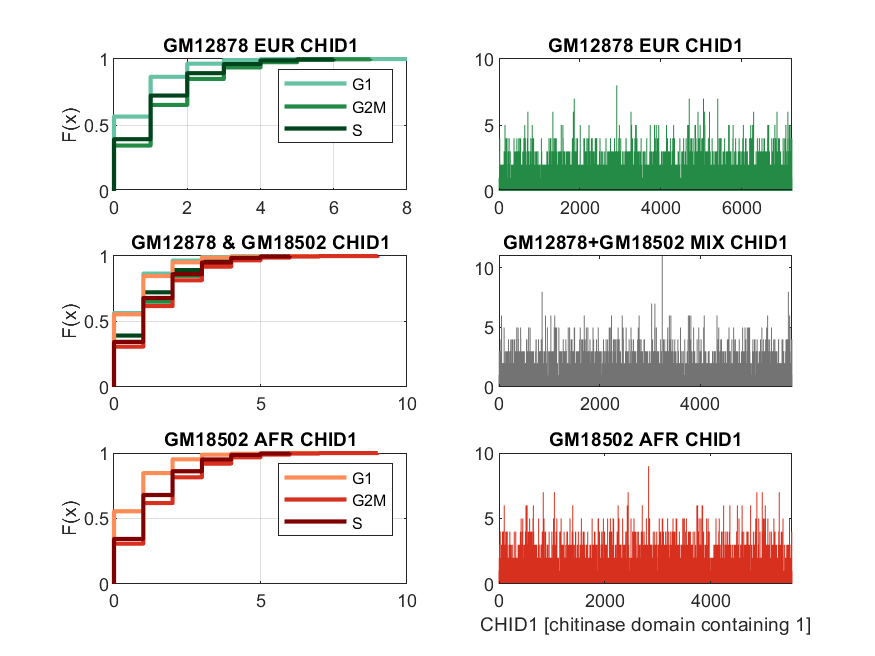 GM12878 EUR CHID1
1
0.5
0
F(x)
0 2 4 6 8
G1
G2M
S
GM12878 EUR CHID1
10
5
0
0 2000 4000 6000
GM12878 & GM18502 CHID1
1
0.5
0
F(x)
0 5 10
GM12878+GM18502 MIX CHID1
10
5
0
0 2000 4000
GM18502 AFR CHID1
1
0.5
0
F(x)
0 5 10
G1
G2M
S
GM18502 AFR CHID1
10
5
0
0 2000 4000
CHID1 [chitinase domain containing 1]